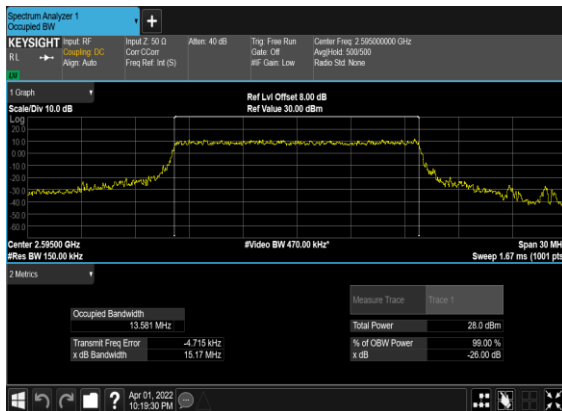 Spectrum Analyzer 1
Occupied BW
KEYSIGHT
RL
Input: RF
Coupling: DC
Align: Auto
Input Z: 50 Ω
Corr CCorr
Freq Ref: Int (S)
Atten: 40 dB
Trig: Free Run
Gate: Off
#IF Gain: Low
Center Freq: 2.595000000 GHz
Avg|Hold: 500/500
Radio Std: None
1 Graph
Scale/Div 10.0 dB
Ref Lvl Offset 8.00 dB
Ref Value 30.00 dBm
Log
20.0
10.0
0.00
-10.0
-20.0
-30.0
-40.0
-50.0
-60.0
Center 2.59500 GHz
#Res BW 150.00 kHz
#Video BW 470.00 kHz*
Span 30 MH
Sweep 1.67 ms (1001 pts
2 Metrics
Measure Trace
Trace 1
Occupied Bandwidth
13.581 MHz
Total Power
28.0 dBm
Transmit Freq Error
-4.715 kHz
% of OBW Power
99.00 %
x dB Bandwidth
15.17 MHz
x dB
-26.00 dB
?
Apr 01, 2022
10:19:30 PM